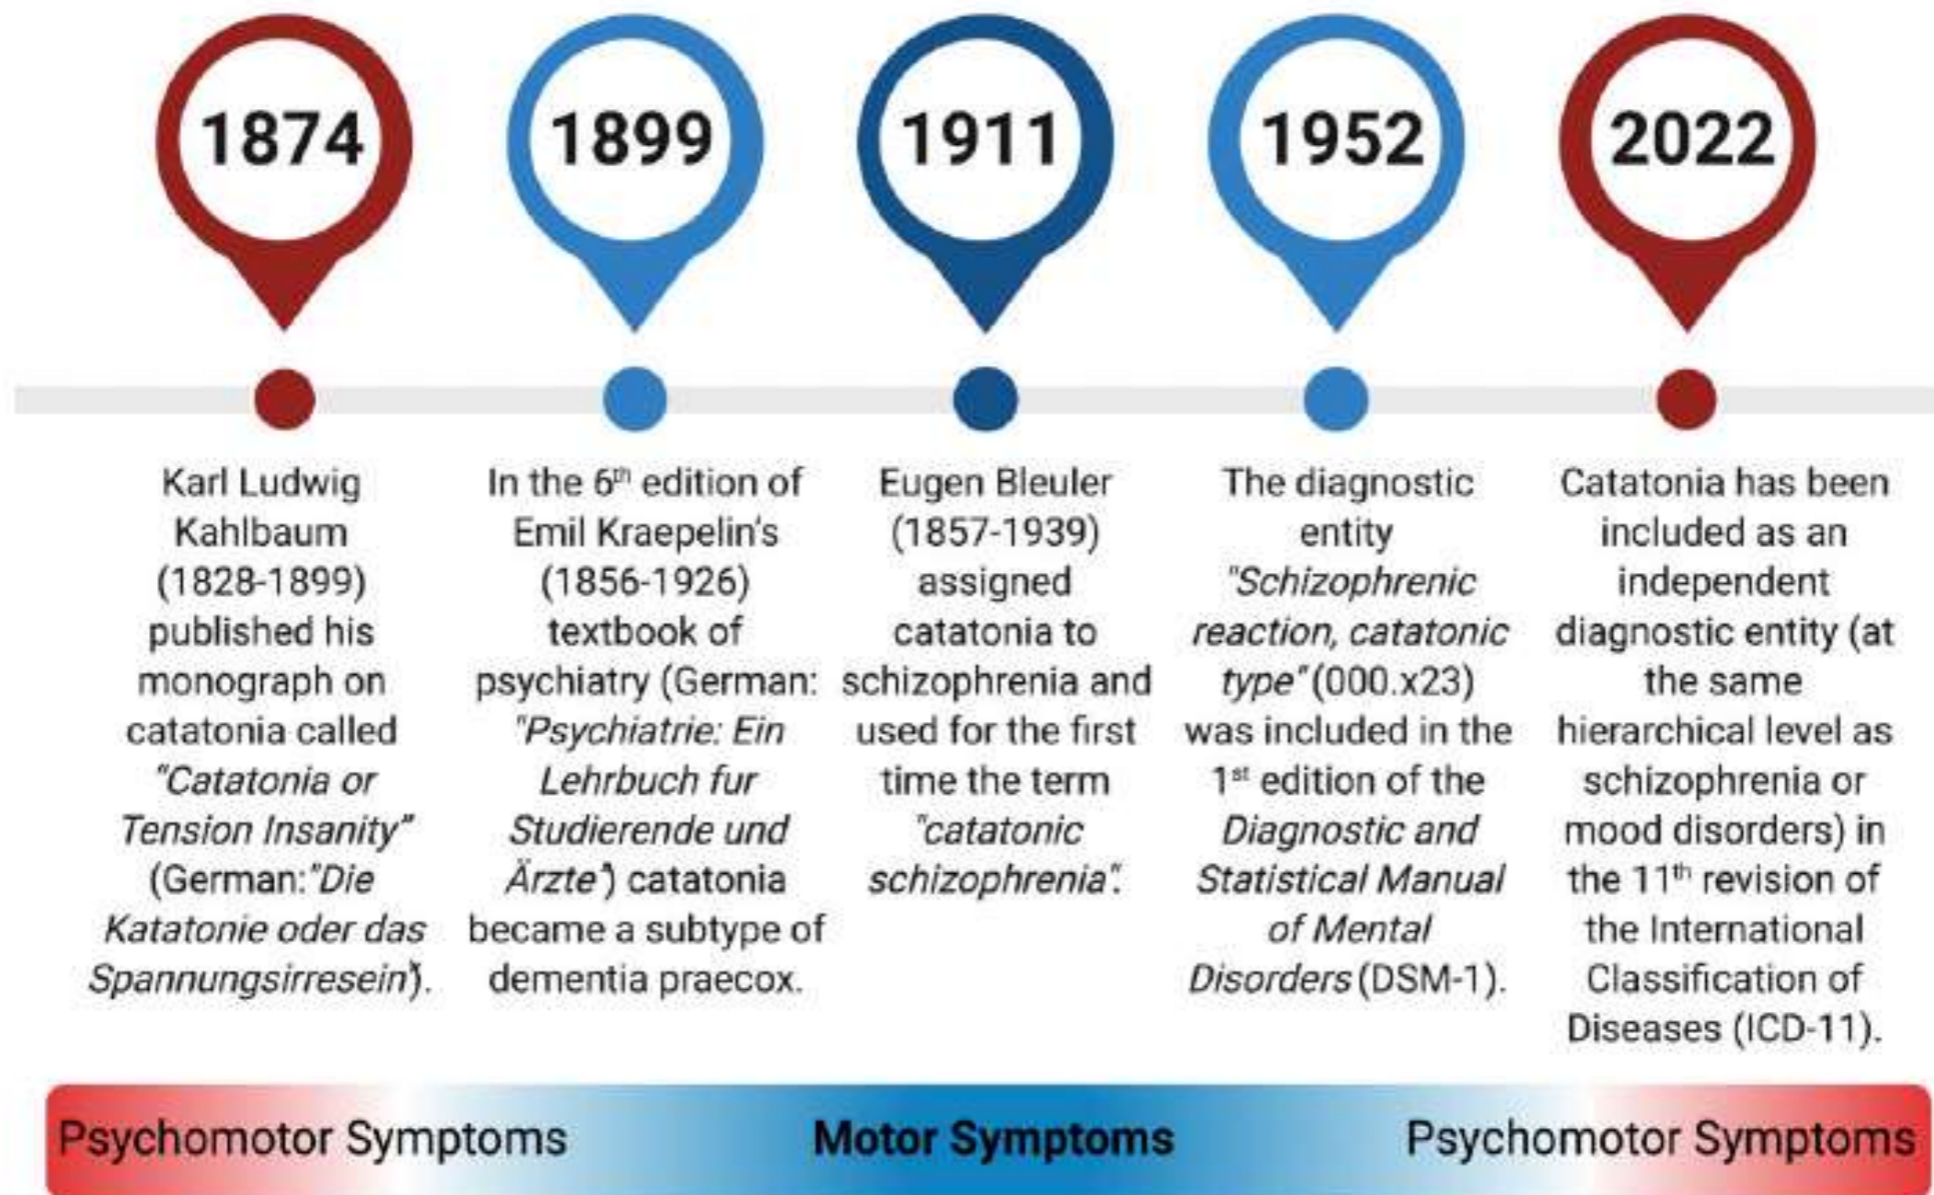 1874
1899
1911
1952
2022
Karl Ludwig
Kahlbaum
(1828-1899)
published his
monograph on
catatonia called
"Catatonia or
Tension Insanity"
(German:"Die
Katatonie oder das
Spannungsirresein").
In the 6th edition of
Emil Kraepelin's
(1856-1926)
textbook of
psychiatry (German:
"Psychiatrie: Ein
Lehrbuch fur
Studierende und
Ärzte") catatonia
became a subtype of
dementia praecox.
Eugen Bleuler
(1857-1939)
assigned
catatonia to
schizophrenia and
used for the first
time the term
"catatonic
schizophrenia".
The diagnostic
entity
"Schizophrenic
reaction, catatonic
type" (000.x23)
was included in the
1st edition of the
Diagnostic and
Statistical Manual
of Mental
Disorders (DSM-1).
Catatonia has been
included as an
independent
diagnostic entity (at
the same
hierarchical level as
schizophrenia or
mood disorders) in
the 11th revision of
the International
Classification of
Diseases (ICD-11).
Psychomotor Symptoms
Motor Symptoms
Psychomotor Symptoms